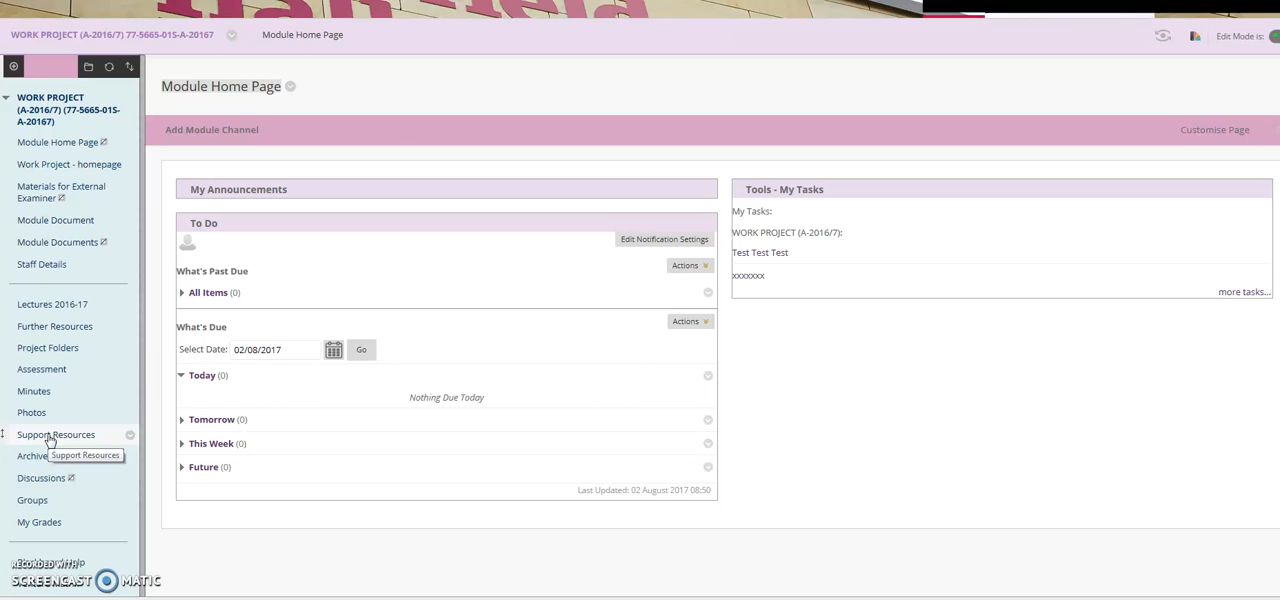 WORK PROJECT (A-2016/7) 77-5665-01S-A-20167
Module Home Page
Edit Mode is:
WORK PROJECT
(A-2016/7) (77-5665-01S-
A-20167)
Module Home Page
Work Project - homepage
Materials for External
Examiner
Module Document
Module Documents
Staff Details
Lectures 2016-17
Further Resources
Project Folders
Assessment
Minutes
Photos
Support Resources
Archive
Support Resources
Discussions
Groups
My Grades
RECORDED WITH
SCREENCAST MATIC
Module Home Page
Add Module Channel
Customise Page
My Announcements
To Do
Edit Notification Settings
What's Past Due
Actions
All Items (0)
What's Due
Actions
Select Date: 02/08/2017 Go
Today (0)
Nothing Due Today
Tomorrow (0)
This Week (0)
Future (0)
Last Updated: 02 August 2017 08:50
Tools - My Tasks
My Tasks:
WORK PROJECT (A-2016/7):
Test Test Test
xxxxxxx
more tasks...